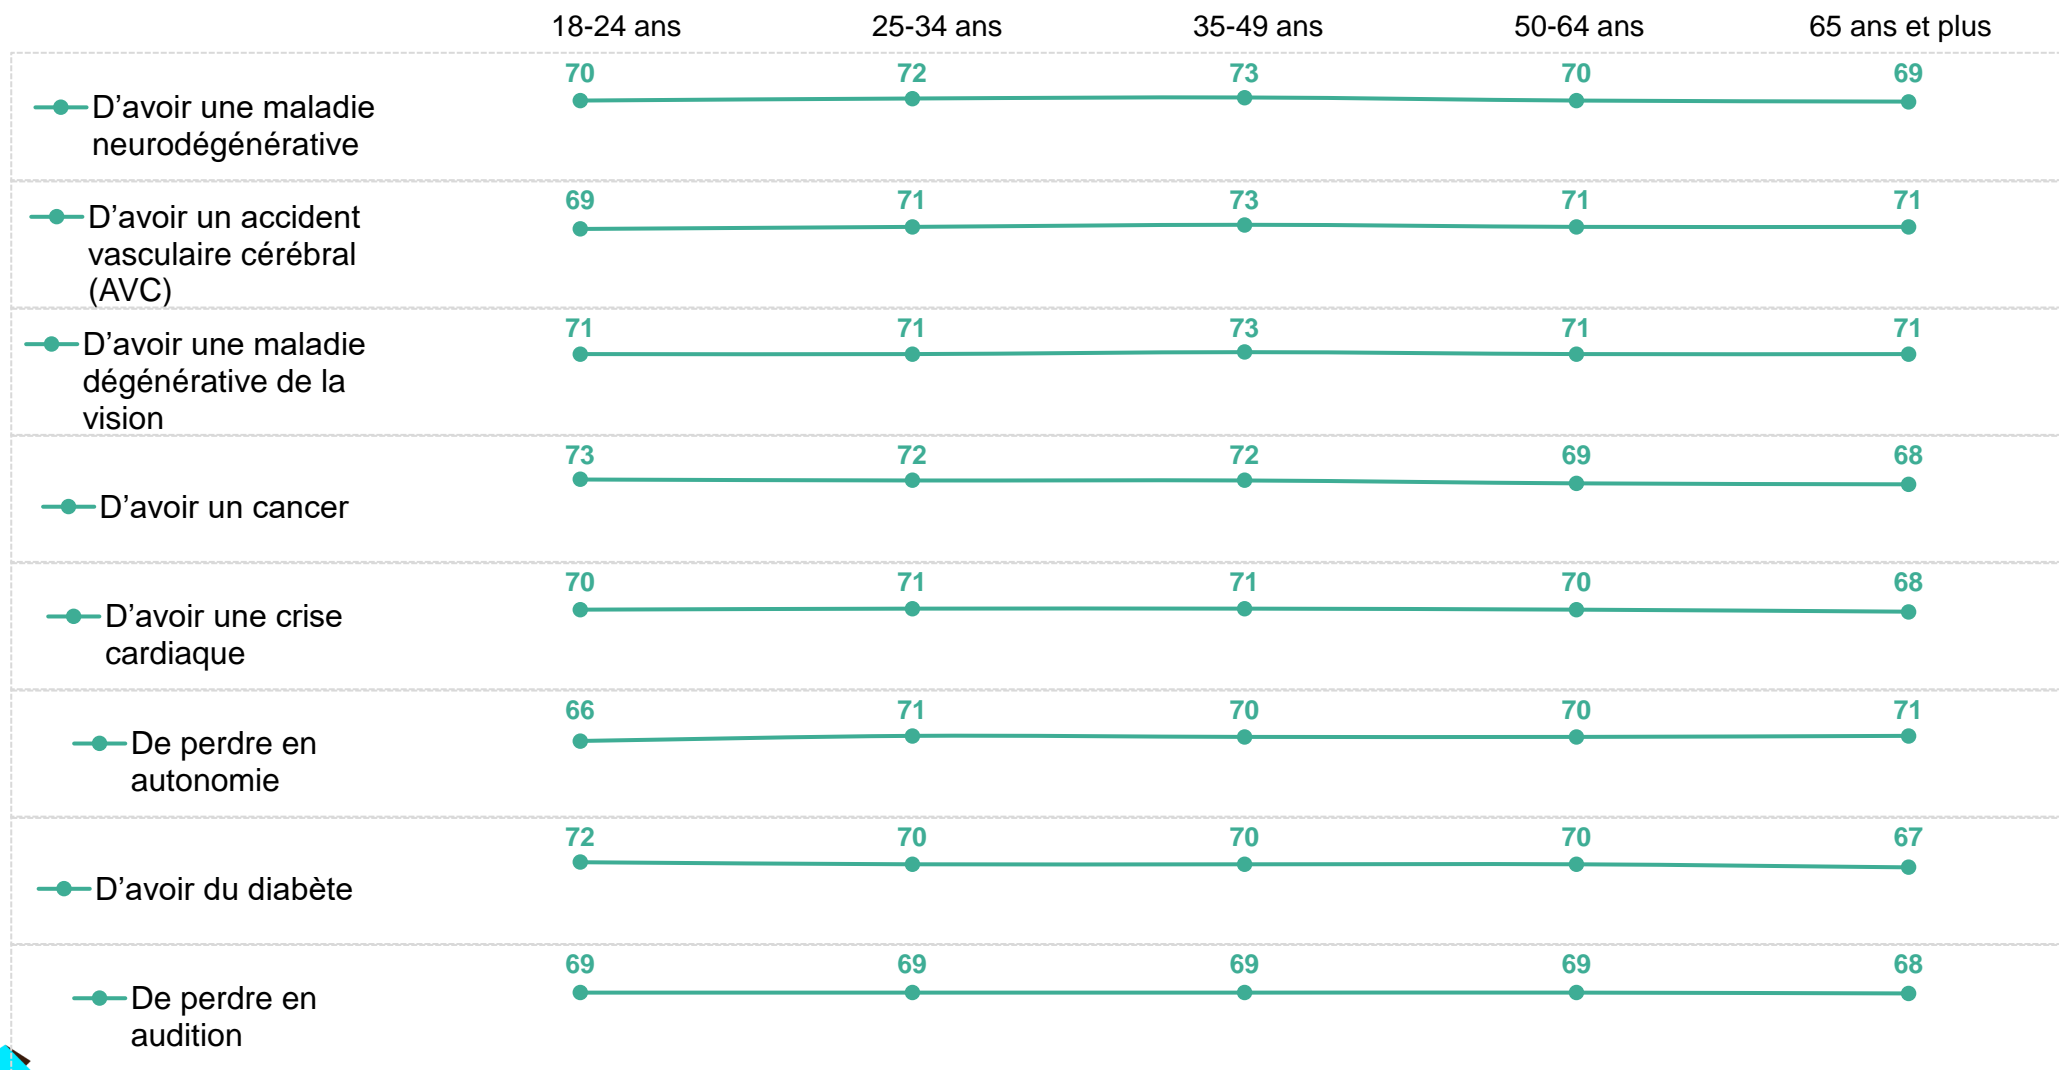 18-24 ans 25-34 ans 35-49 ans 50-64 ans 65 ans et plus
70 72 73 70 69
D’avoir une maladie
neurodégénérative
69 71 73 71 71
D’avoir un accident
vasculaire cérébral
(AVC)
71 71 73 71 71
D’avoir une maladie
dégénérative de la
vision
73 72 72 69 68
D’avoir un cancer
70 71 71 70 68
D’avoir une crise
cardiaque
66 71 70 70 71
De perdre en
autonomie
72 70 70 70 67
D’avoir du diabète
69 69 69 69 68
De perdre en
audition